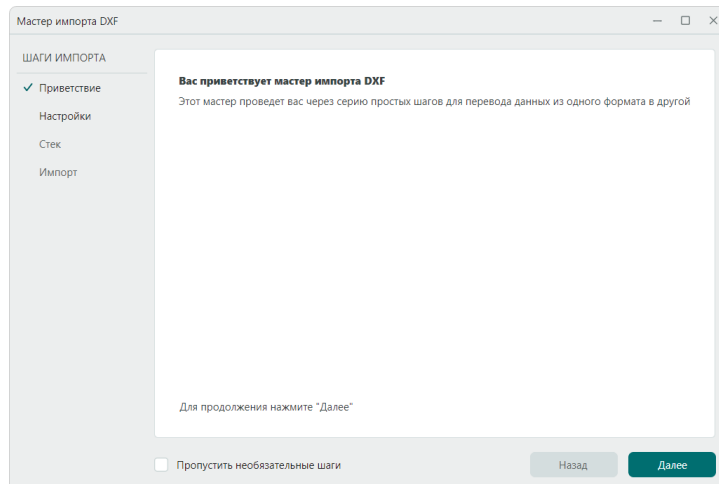 Мастер импорта DXF
ШАГИ ИМПОРТА
Приветствие
Настройки
Стек
Импорт
Вас приветствует мастер импорта DXF
Этот мастер проведет вас через серию простых шагов для перевода данных из одного формата в другой
Для продолжения нажмите "Далее"
Пропустить необязательные шаги
Назад
Далее